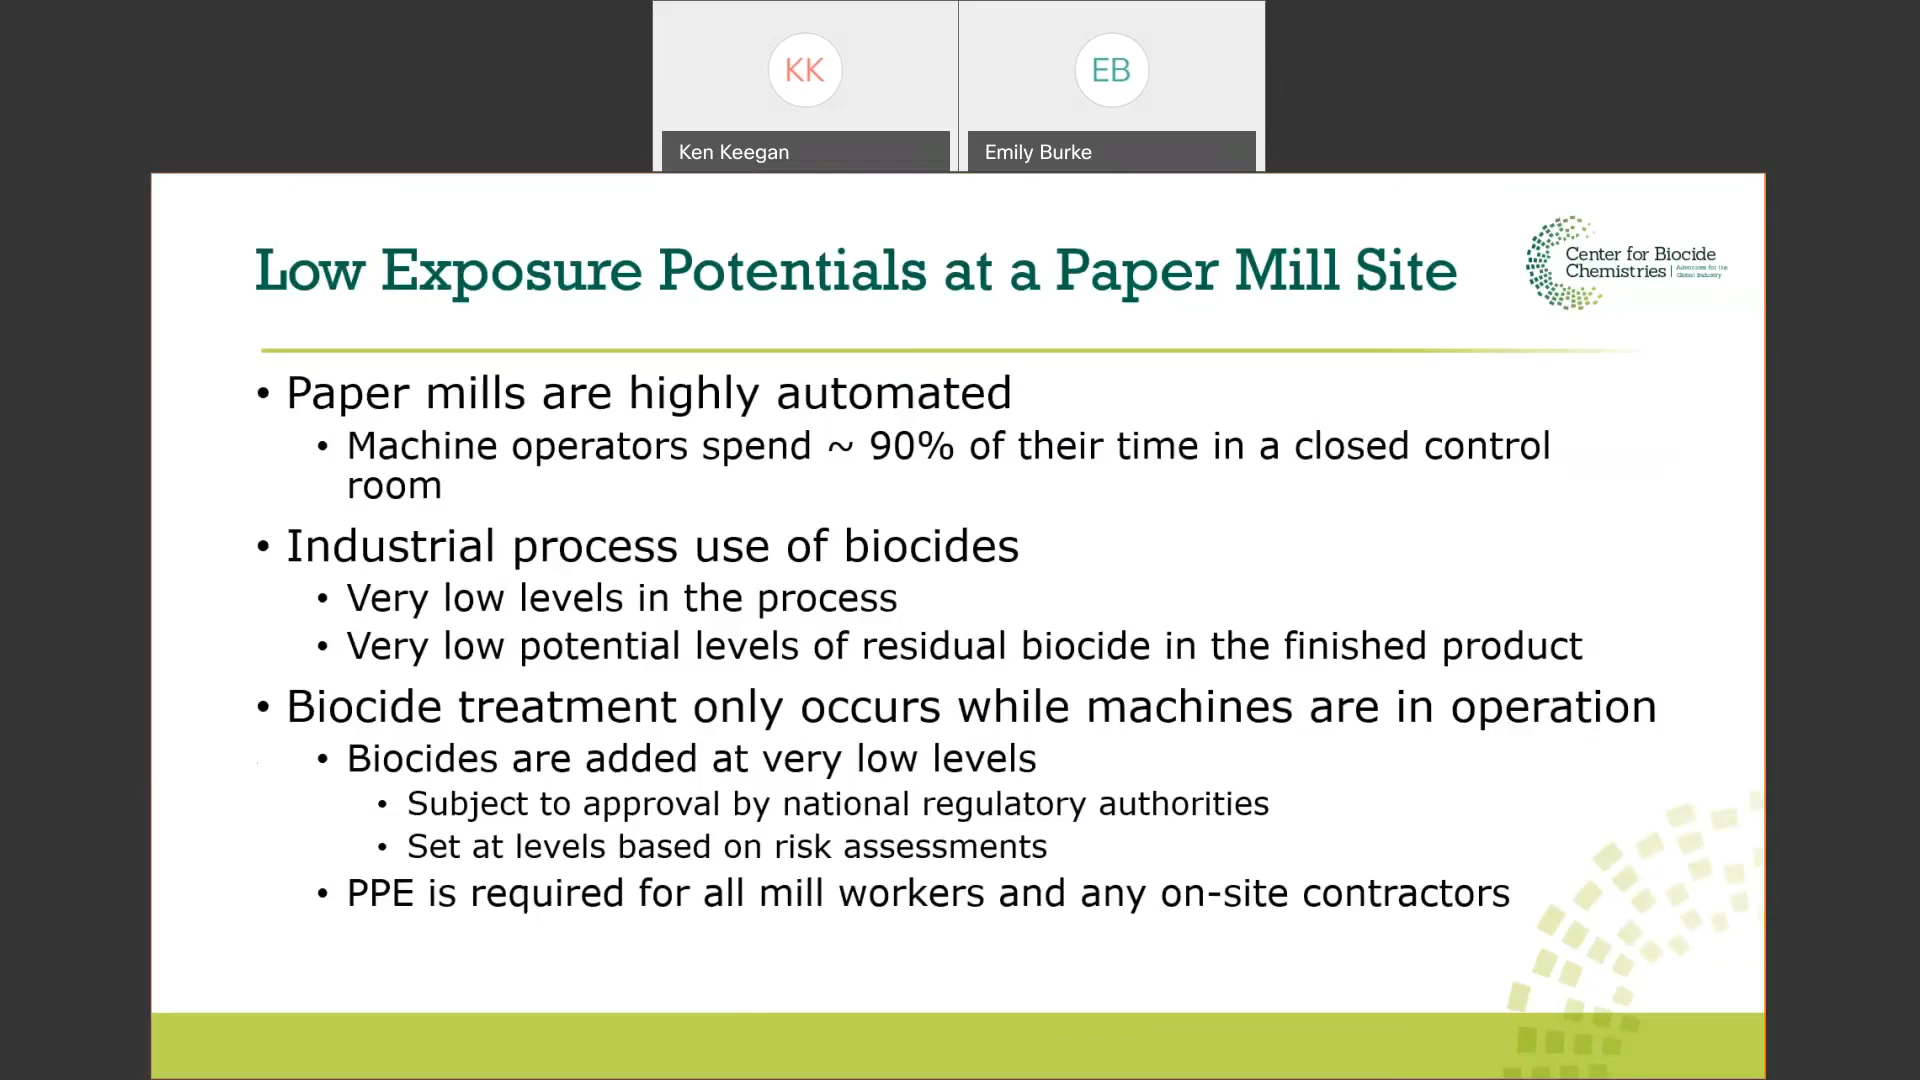 KK
EB
Ken Keegan
Emily Burke
Low Exposure Potentials at a Paper Mill Site
Center for Biocide
Chemistries | Advocates for the
Global Industry
• Paper mills are highly automated
• Machine operators spend ~ 90% of their time in a closed control
room
• Industrial process use of biocides
• Very low levels in the process
• Very low potential levels of residual biocide in the finished product
• Biocide treatment only occurs while machines are in operation
• Biocides are added at very low levels
• Subject to approval by national regulatory authorities
• Set at levels based on risk assessments
• PPE is required for all mill workers and any on-site contractors